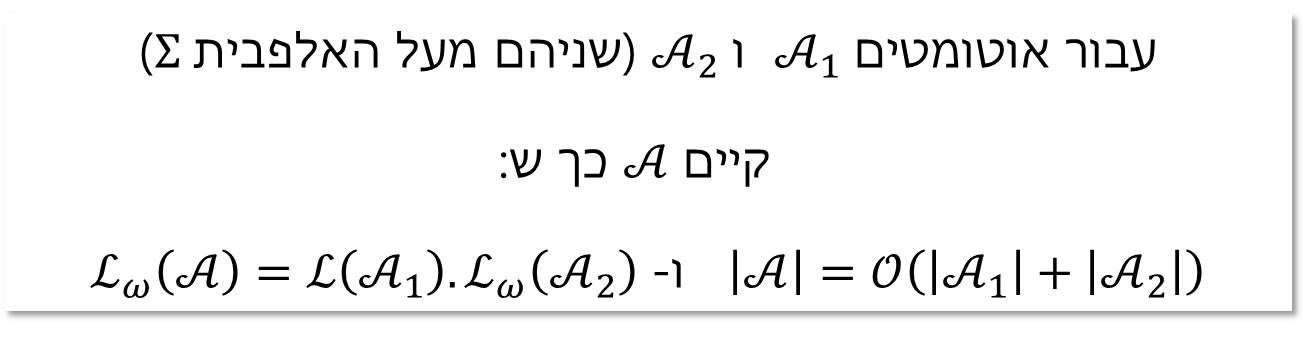 עבור אוטומטים 𝒜₁ ו 𝒜₂ (שניהם מעל האלפבית Σ)
קיים 𝒜 כך ש:
|𝒜| = 𝒪(|𝒜₁| + |𝒜₂|) ו- ℒ_ω(𝒜) = ℒ(𝒜₁).ℒ_ω(𝒜₂)